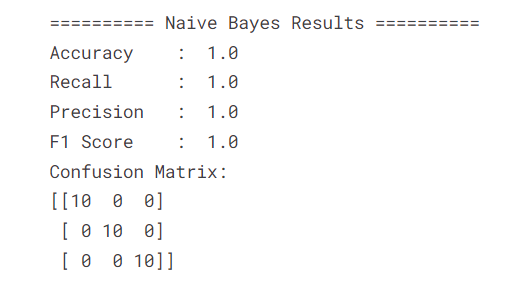 ========== Naive Bayes Results ==========
Accuracy    :  1.0
Recall      :  1.0
Precision   :  1.0
F1 Score    :  1.0
Confusion Matrix:
[[10  0  0]
 [ 0 10  0]
 [ 0  0 10]]